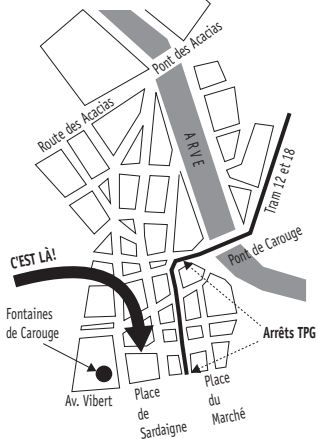 Pont des Acacias
Route des Acacias
ARVE
Tram 12 et 18
Pont de Carouge
C'EST LÀ!
Fontaines
de Carouge
Arrêts TPG
Av. Vibert
Place
de
Sardaigne
Place
du
Marché